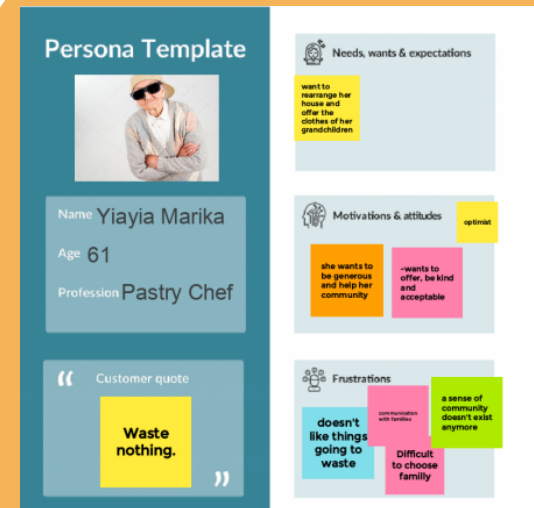 Persona Template
Name Yiayia Marika
Age 61
Profession Pastry Chef
“ Customer quote
Waste
nothing.
”
Needs, wants & expectations
want to
rearrange her
house and
offer the
clothes of her
grandchildren
Motivations & attitudes
optimist
she wants to
be generous
and help her
community
-wants to
offer, be kind
and
acceptable
Frustrations
doesn't
like things
going to
waste
communication
with families
Difficult
to choose
familly
a sense of
community
doesn't exist
anymore